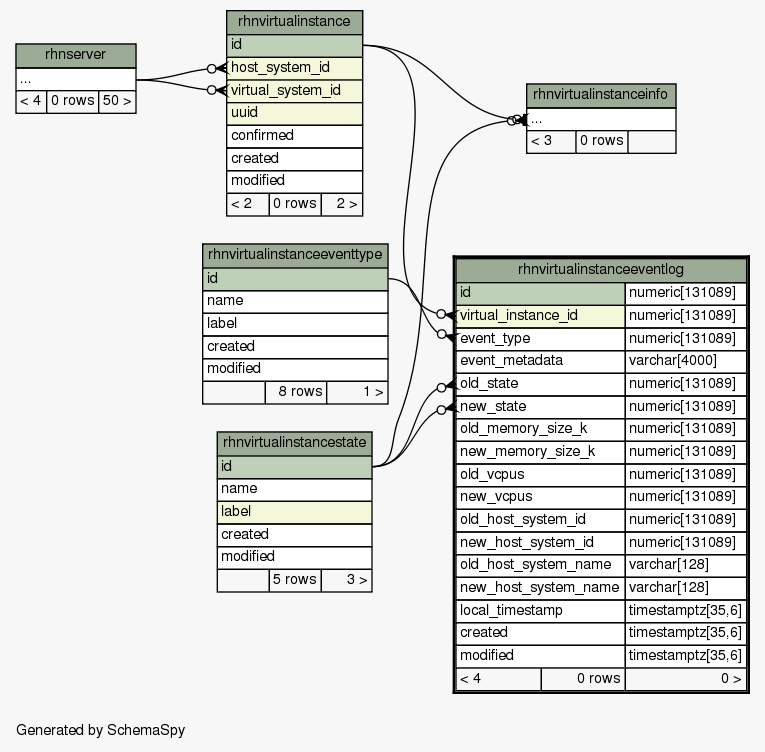 rhnserver
...
< 4 0 rows 50 >
rhnvirtualinstance
id
host_system_id
virtual_system_id
uuid
confirmed
created
modified
< 2 0 rows 2 >
rhnvirtualinstanceinfo
...
< 3 0 rows
rhnvirtualinstanceeventtype
id
name
label
created
modified
8 rows 1 >
rhnvirtualinstancestate
id
name
label
created
modified
5 rows 3 >
rhnvirtualinstanceeventlog
id numeric[131089]
virtual_instance_id numeric[131089]
event_type numeric[131089]
event_metadata varchar[4000]
old_state numeric[131089]
new_state numeric[131089]
old_memory_size_k numeric[131089]
new_memory_size_k numeric[131089]
old_vcpus numeric[131089]
new_vcpus numeric[131089]
old_host_system_id numeric[131089]
new_host_system_id numeric[131089]
old_host_system_name varchar[128]
new_host_system_name varchar[128]
local_timestamp timestamptz[35,6]
created timestamptz[35,6]
modified timestamptz[35,6]
< 4 0 rows 0 >
Generated by SchemaSpy